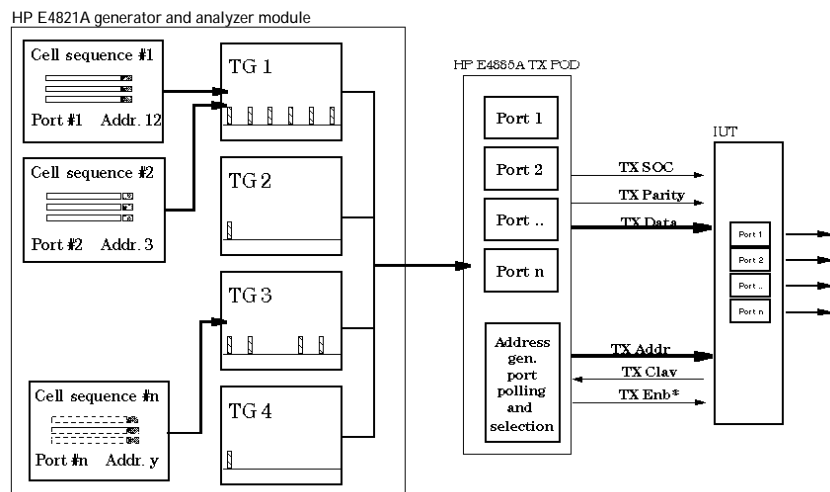 HP E4821A generator and analyzer module
Cell sequence #1
Port #1 Addr. 12
Cell sequence #2
Port #2 Addr. 3
Cell sequence #n
Port #n Addr. y
TG 1
TG 2
TG 3
TG 4
HP E4885A TX POD
Port 1
Port 2
Port ..
Port n
Address
gen.
port
polling
and
selection
TX SOC
TX Parity
TX Data
TX Addr
TX Clav
TX Enb*
IUT
Port 1
Port 2
Port ..
Port n